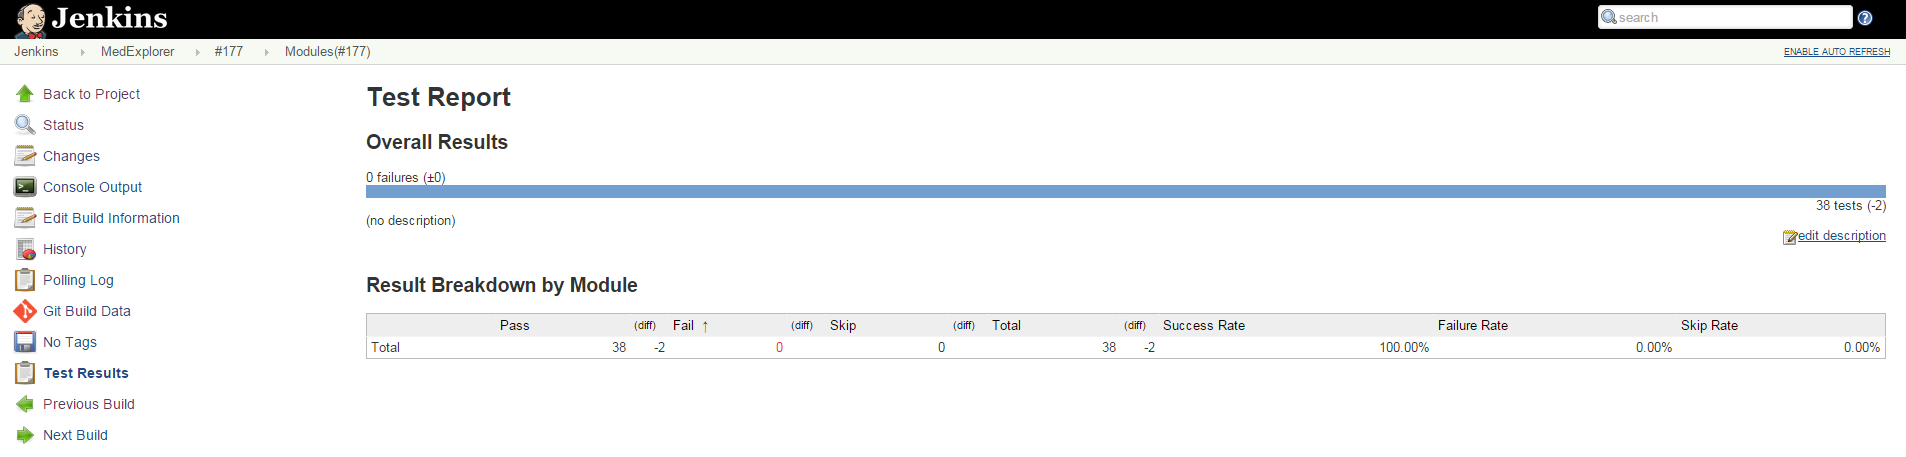 Jenkins
search
Jenkins MedExplorer #177 Modules(#177)
ENABLE AUTO REFRESH
Back to Project
Status
Changes
Console Output
Edit Build Information
History
Polling Log
Git Build Data
No Tags
Test Results
Previous Build
Next Build
Test Report
Overall Results
0 failures (±0)
38 tests (-2)
(no description)
edit description
Result Breakdown by Module
Pass (diff) Fail ↑ (diff) Skip (diff) Total (diff) Success Rate Failure Rate Skip Rate
Total 38 -2 0 0 38 -2 100.00% 0.00% 0.00%